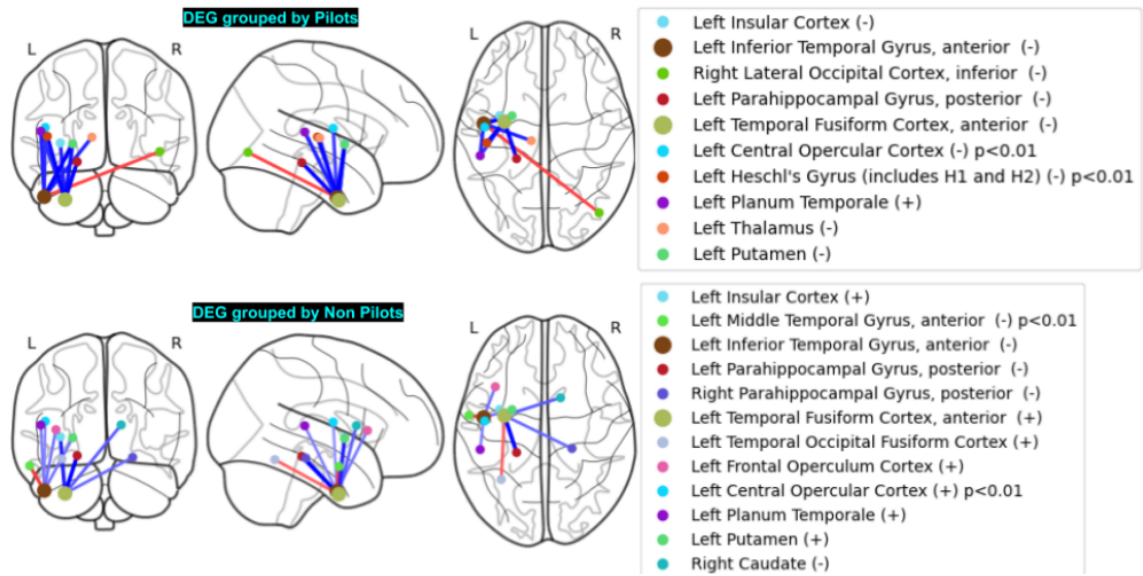 DEG grouped by Pilots
L
R
L
R
Left Insular Cortex (-)
Left Inferior Temporal Gyrus, anterior (-)
Right Lateral Occipital Cortex, inferior (-)
Left Parahippocampal Gyrus, posterior (-)
Left Temporal Fusiform Cortex, anterior (-)
Left Central Opercular Cortex (-) p<0.01
Left Heschl's Gyrus (includes H1 and H2) (-) p<0.01
Left Planum Temporale (+)
Left Thalamus (-)
Left Putamen (-)
DEG grouped by Non Pilots
L
R
L
R
Left Insular Cortex (+)
Left Middle Temporal Gyrus, anterior (-) p<0.01
Left Inferior Temporal Gyrus, anterior (-)
Left Parahippocampal Gyrus, posterior (-)
Right Parahippocampal Gyrus, posterior (-)
Left Temporal Fusiform Cortex, anterior (+)
Left Temporal Occipital Fusiform Cortex (+)
Left Frontal Operculum Cortex (+)
Left Central Opercular Cortex (+) p<0.01
Left Planum Temporale (+)
Left Putamen (+)
Right Caudate (-)